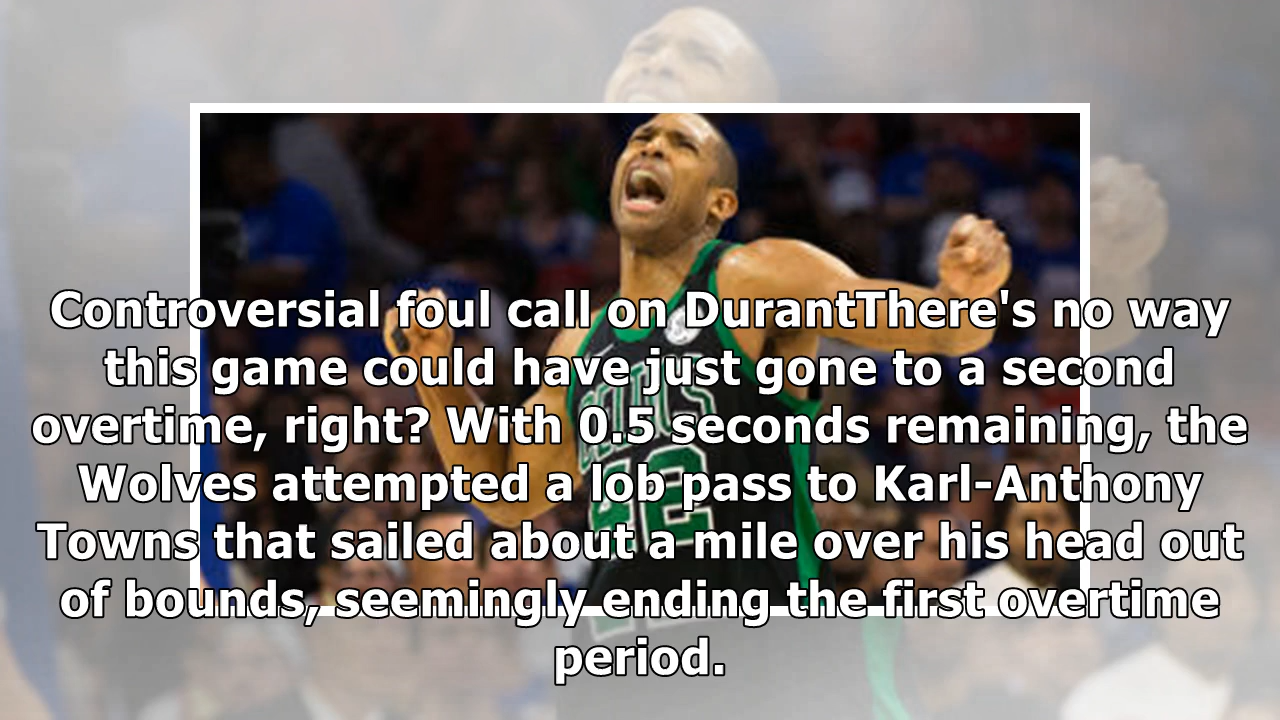 Controversial foul call on DurantThere's no way
this game could have just gone to a second
overtime, right? With 0.5 seconds remaining, the
Wolves attempted a lob pass to Karl-Anthony
Towns that sailed about a mile over his head out
of bounds, seemingly ending the first overtime
period.
CELTICS
42